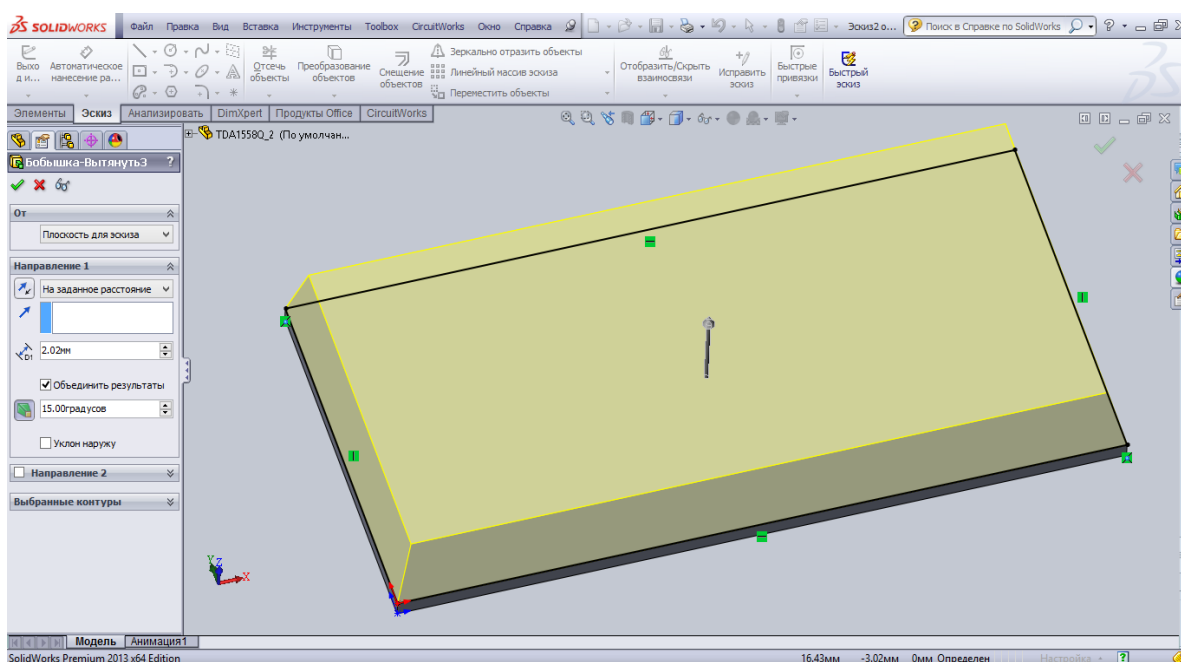 SOLIDWORKS Файл Правка Вид Вставка Инструменты Toolbox CircuitWorks Окно Справка Эскиз2 о... Поиск в Справке по SolidWorks
Выхо д и...
Автоматическое нанесение ра...
Отсечь объекты
Преобразование объектов
Смещение объектов
Зеркально отразить объекты
Линейный массив эскиза
Переместить объекты
Отобразить/Скрыть взаимосвязи
Исправить эскиз
Быстрые привязки
Быстрый эскиз
Элементы Эскиз Анализировать DimXpert Продукты Office CircuitWorks
TDA1558Q_2 (По умолчан...
Бобышка-Вытянуть3 ?
От
Плоскость для эскиза
Направление 1
На заданное расстояние
D1 2.02мм
Объединить результаты
15.00градусов
Уклон наружу
Направление 2
Выбранные контуры
Y Z X
Модель Анимация1
SolidWorks Premium 2013 x64 Edition 16.43мм -3.02мм 0мм Определен Настройка